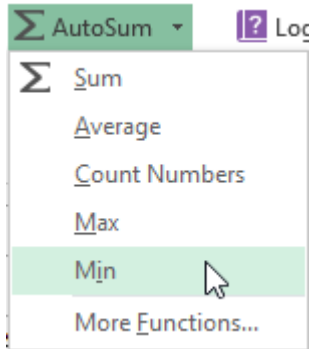 AutoSum
Sum
Average
Count Numbers
Max
Min
More Functions...